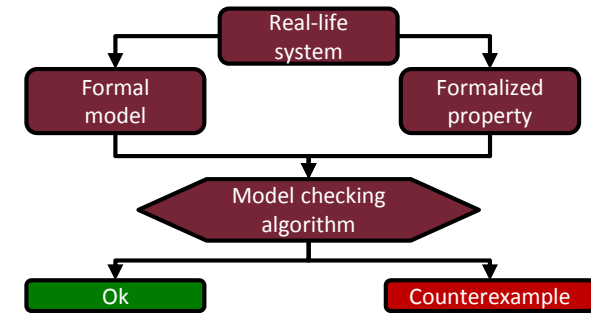 Real-life
system
Formal
model
Formalized
property
Model checking
algorithm
Ok
Counterexample